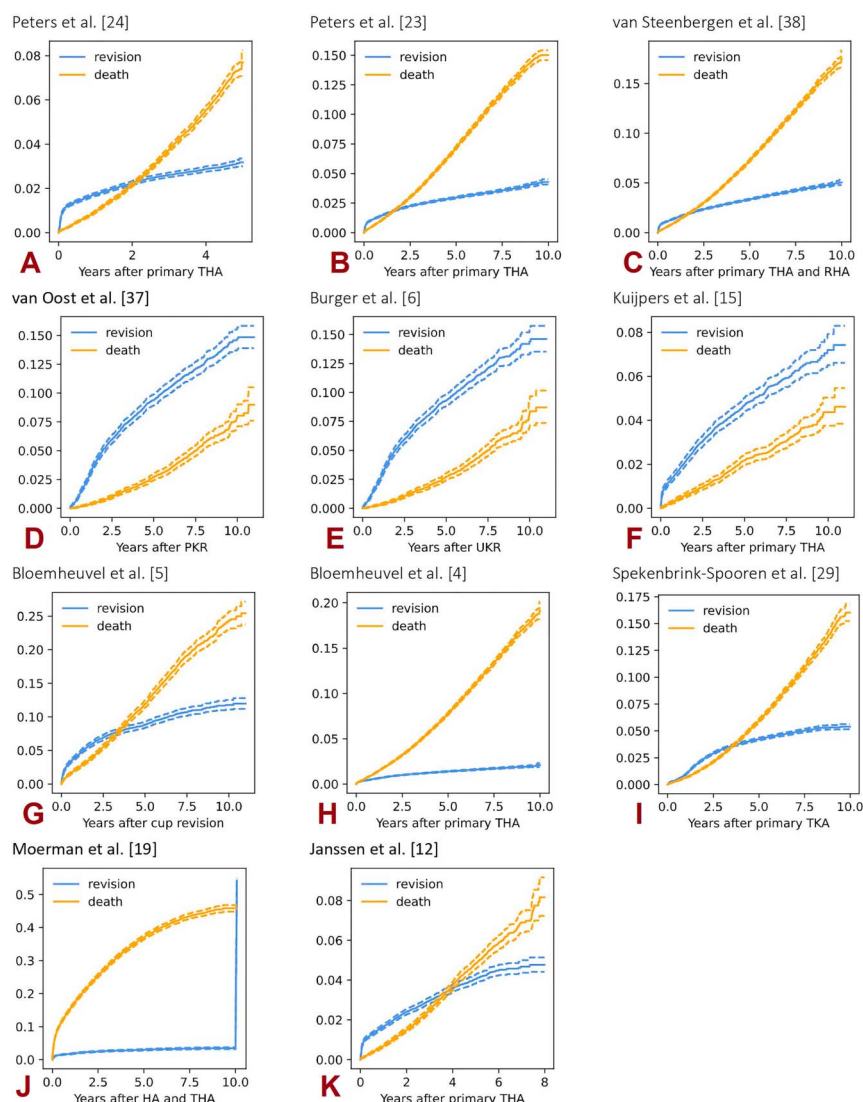 Peters et al. [24]
Peters et al. [23]
van Steenbergen et al. [38]
0.08
0.06
0.04
0.02
0.00
revision
death
0
2
4
A
Years after primary THA
0.150
0.125
0.100
0.075
0.050
0.025
0.000
revision
death
0.0
2.5
5.0
7.5
10.0
B
Years after primary THA
0.15
0.10
0.05
0.00
revision
death
0.0
2.5
5.0
7.5
10.0
C
Years after primary THA and RHA
van Oost et al. [37]
Burger et al. [6]
Kuijpers et al. [15]
0.150
0.125
0.100
0.075
0.050
0.025
0.000
revision
death
0.0
2.5
5.0
7.5
10.0
D
Years after PKR
0.150
0.125
0.100
0.075
0.050
0.025
0.000
revision
death
0.0
2.5
5.0
7.5
10.0
E
Years after UKR
0.08
0.06
0.04
0.02
0.00
revision
death
0.0
2.5
5.0
7.5
10.0
F
Years after primary THA
Bloemheuvel et al. [5]
Bloemheuvel et al. [4]
Spekenbrink-Spooren et al. [29]
0.25
0.20
0.15
0.10
0.05
0.00
revision
death
0.0
2.5
5.0
7.5
10.0
G
Years after cup revision
0.20
0.15
0.10
0.05
0.00
revision
death
0.0
2.5
5.0
7.5
10.0
H
Years after primary THA
0.175
0.150
0.125
0.100
0.075
0.050
0.025
0.000
revision
death
0.0
2.5
5.0
7.5
10.0
I
Years after primary TKA
Moerman et al. [19]
Janssen et al. [12]
0.5
0.4
0.3
0.2
0.1
0.0
revision
death
0.0
2.5
5.0
7.5
10.0
J
Years after HA and THA
0.08
0.06
0.04
0.02
0.00
revision
death
0
2
4
6
8
K
Years after primary THA